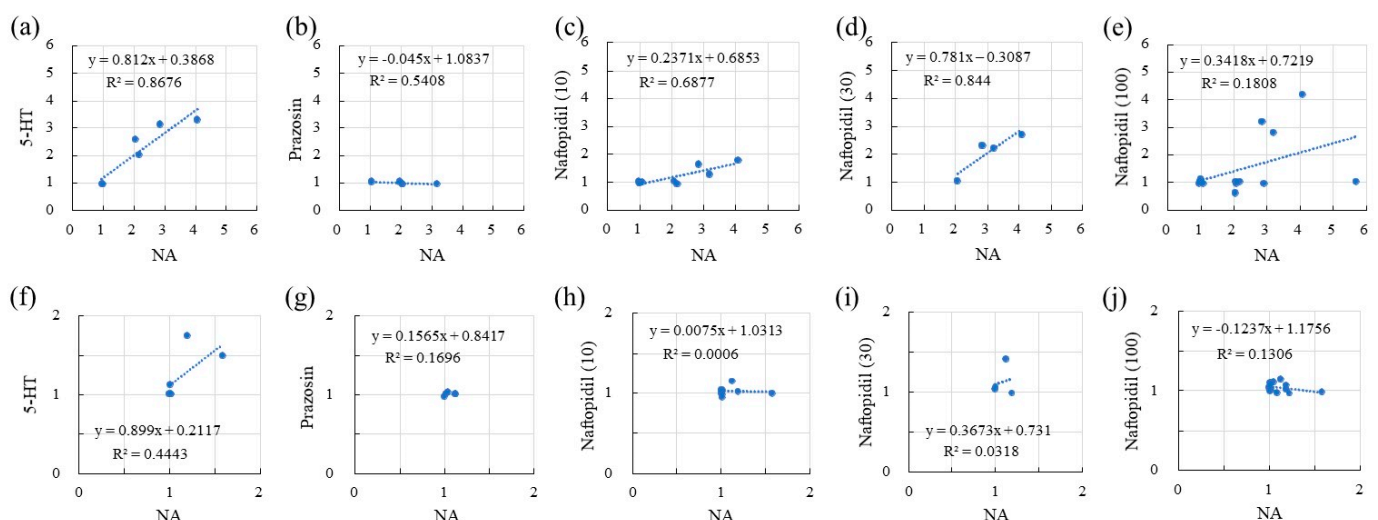 (a)
y = 0.812x + 0.3868
R² = 0.8676
6
5
4
3
2
1
0
0 1 2 3 4 5 6
5-HT
NA
(b)
y = -0.045x + 1.0837
R² = 0.5408
6
5
4
3
2
1
0
0 1 2 3 4 5 6
Prazosin
NA
(c)
y = 0.2371x + 0.6853
R² = 0.6877
6
5
4
3
2
1
0
0 1 2 3 4 5 6
Naftopidil (10)
NA
(d)
y = 0.781x − 0.3087
R² = 0.844
6
5
4
3
2
1
0
0 1 2 3 4 5 6
Naftopidil (30)
NA
(e)
y = 0.3418x + 0.7219
R² = 0.1808
6
5
4
3
2
1
0
0 1 2 3 4 5 6
Naftopidil (100)
NA
(f)
2
1
0
y = 0.899x + 0.2117
R² = 0.4443
0 1 2
5-HT
NA
(g)
y = 0.1565x + 0.8417
R² = 0.1696
2
1
0
0 1 2
Prazosin
NA
(h)
y = 0.0075x + 1.0313
R² = 0.0006
2
1
0
0 1 2
Naftopidil (10)
NA
(i)
2
1
0
y = 0.3673x + 0.731
R² = 0.0318
0 1 2
Naftopidil (30)
NA
(j)
y = -0.1237x + 1.1756
R² = 0.1306
2
1
0
0 1 2
Naftopidil (100)
NA